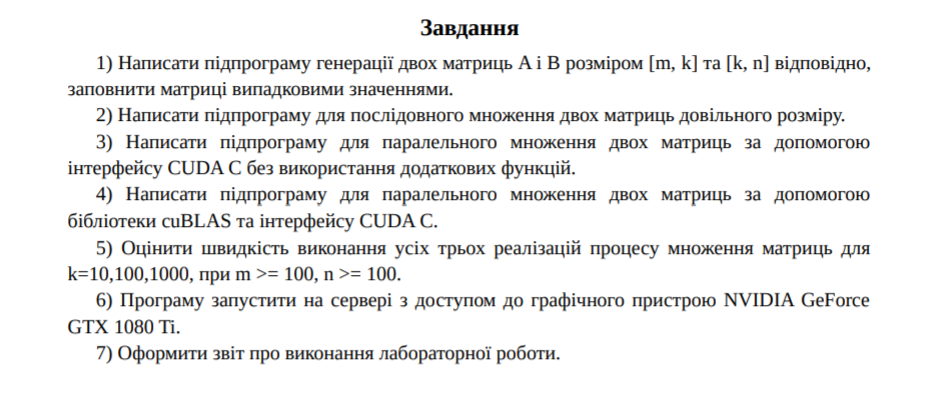 Завдання
1) Написати підпрограму генерації двох матриць А і В розміром [m, k] та [k, n] відповідно,
заповнити матриці випадковими значеннями.
2) Написати підпрограму для послідовного множення двох матриць довільного розміру.
3) Написати підпрограму для паралельного множення двох матриць за допомогою
інтерфейсу CUDA C без використання додаткових функцій.
4) Написати підпрограму для паралельного множення двох матриць за допомогою
бібліотеки cuBLAS та інтерфейсу CUDA C.
5) Оцінити швидкість виконання усіх трьох реалізацій процесу множення матриць для
k=10,100,1000, при m >= 100, n >= 100.
6) Програму запустити на сервері з доступом до графічного пристрою NVIDIA GeForce
GTX 1080 Ti.
7) Оформити звіт про виконання лабораторної роботи.